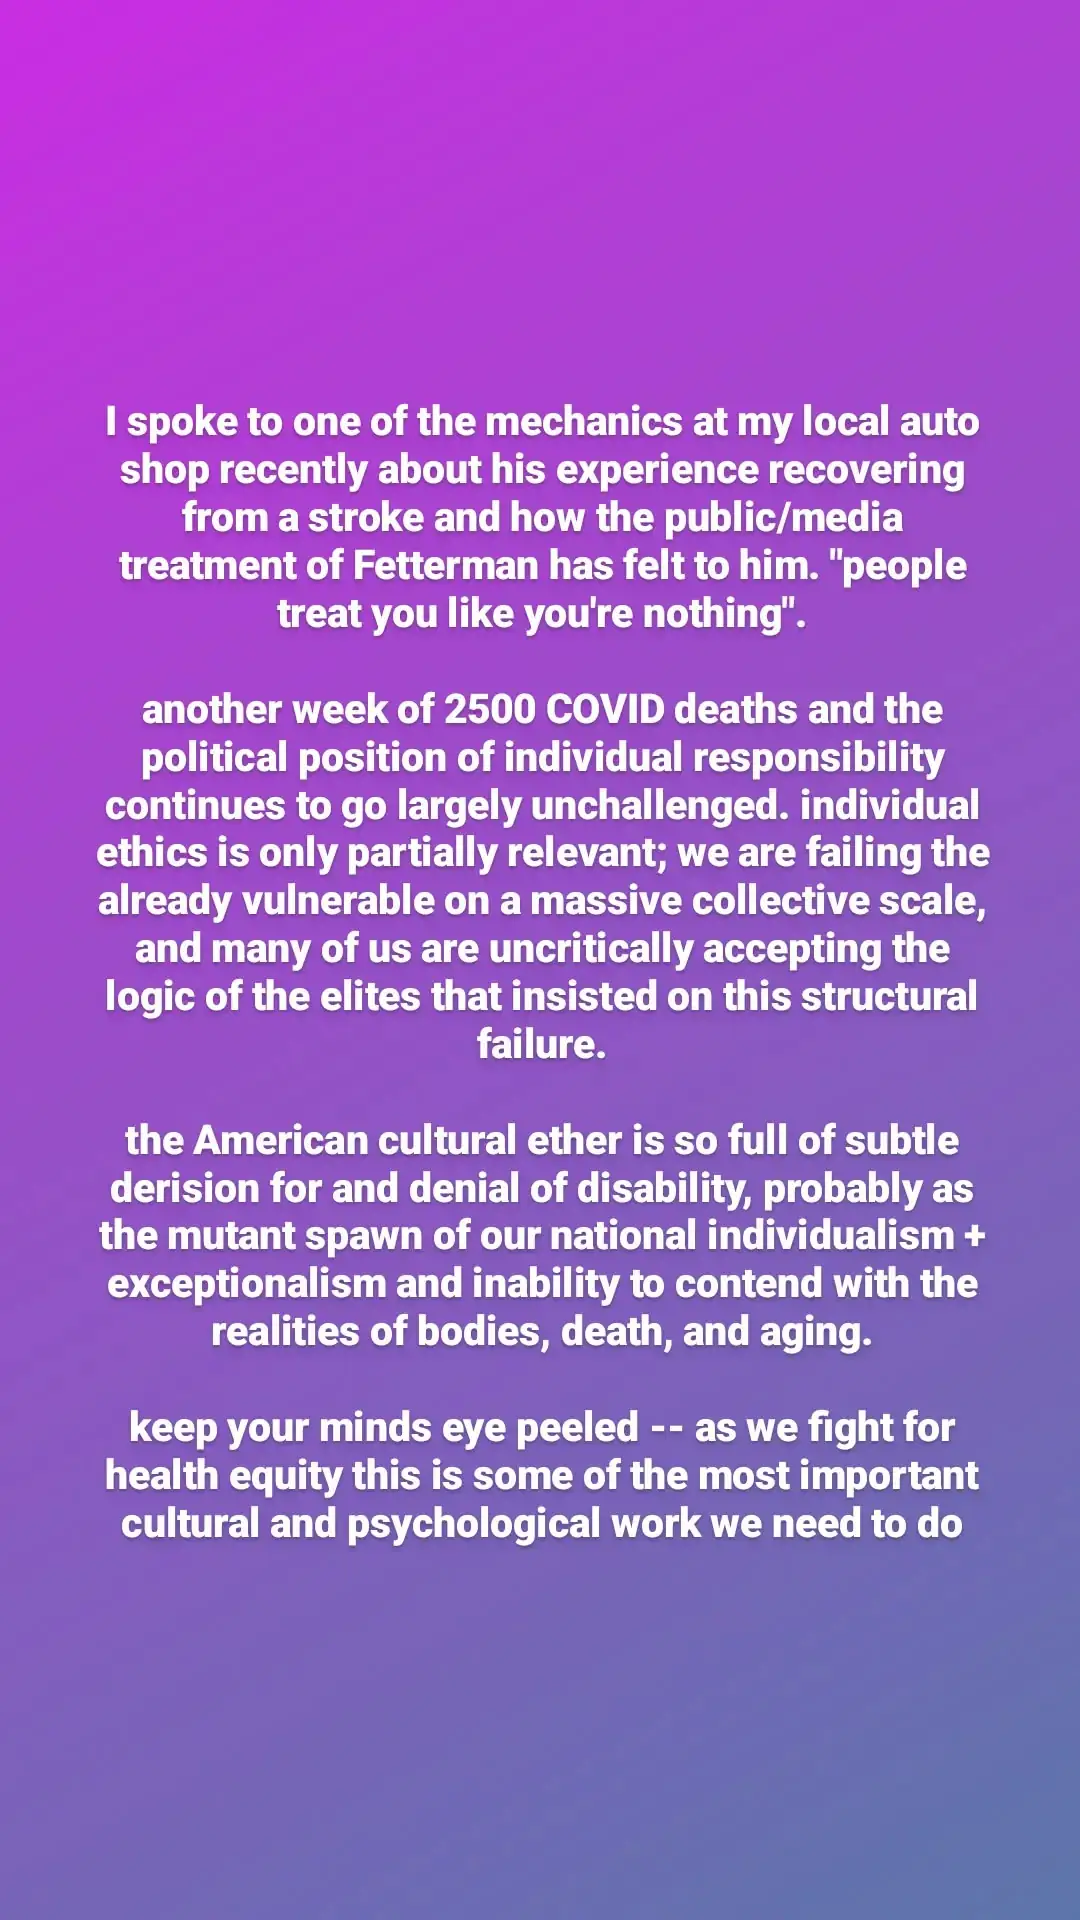 I spoke to one of the mechanics at my local auto
shop recently about his experience recovering
from a stroke and how the public/media
treatment of Fetterman has felt to him. "people
treat you like you're nothing".
another week of 2500 COVID deaths and the
political position of individual responsibility
continues to go largely unchallenged. individual
ethics is only partially relevant; we are failing the
already vulnerable on a massive collective scale,
and many of us are uncritically accepting the
logic of the elites that insisted on this structural
failure.
the American cultural ether is so full of subtle
derision for and denial of disability, probably as
the mutant spawn of our national individualism +
exceptionalism and inability to contend with the
realities of bodies, death, and aging.
keep your minds eye peeled -- as we fight for
health equity this is some of the most important
cultural and psychological work we need to do